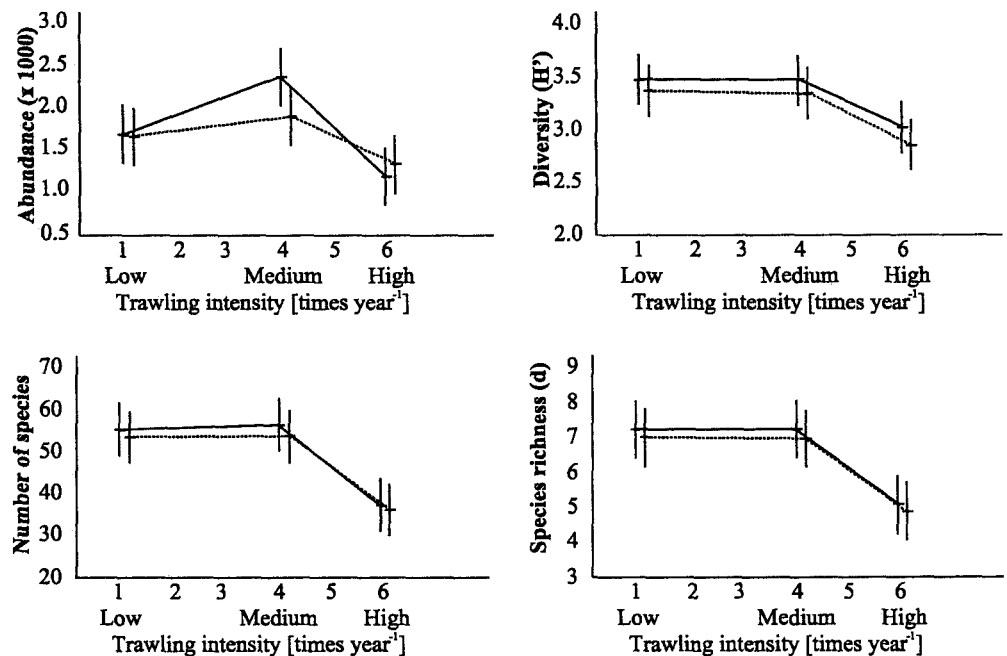 Abundance (x 1000)
3.0
2.5
2.0
1.5
1.0
0.5
1 2 3 4 5 6
Low Medium High
Trawling intensity [times year⁻¹]
Diversity (H')
4.0
3.5
3.0
2.5
2.0
1 2 3 4 5 6
Low Medium High
Trawling intensity [times year⁻¹]
Number of species
70
60
50
40
30
20
1 2 3 4 5 6
Low Medium High
Trawling intensity [times year⁻¹]
Species richness (d)
9
8
7
6
5
4
3
1 2 3 4 5 6
Low Medium High
Trawling intensity [times year⁻¹]